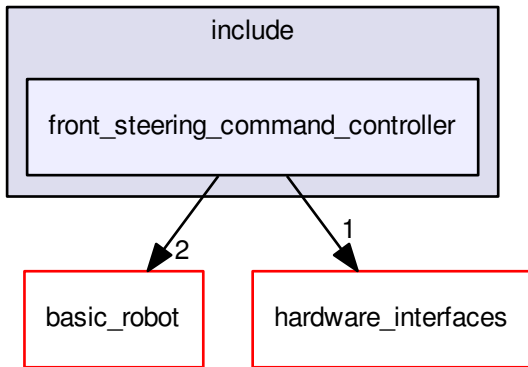 include
front_steering_command_controller
1
2
basic_robot
hardware_interfaces